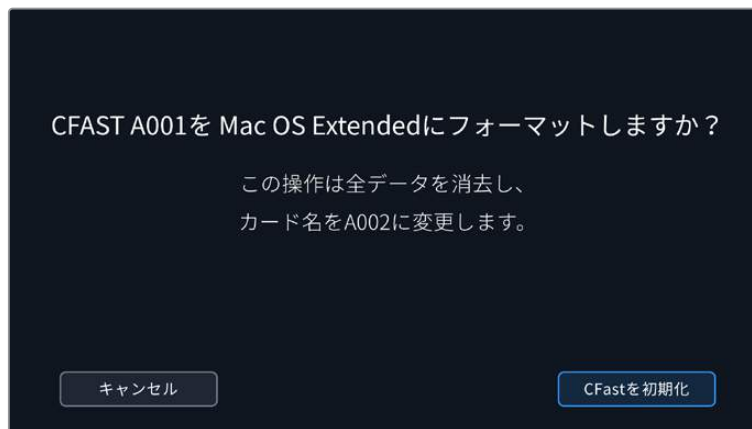 CFAST A001を Mac OS Extendedにフォーマットしますか？
この操作は全データを消去し、
カード名をA002に変更します。
キャンセル
CFastを初期化